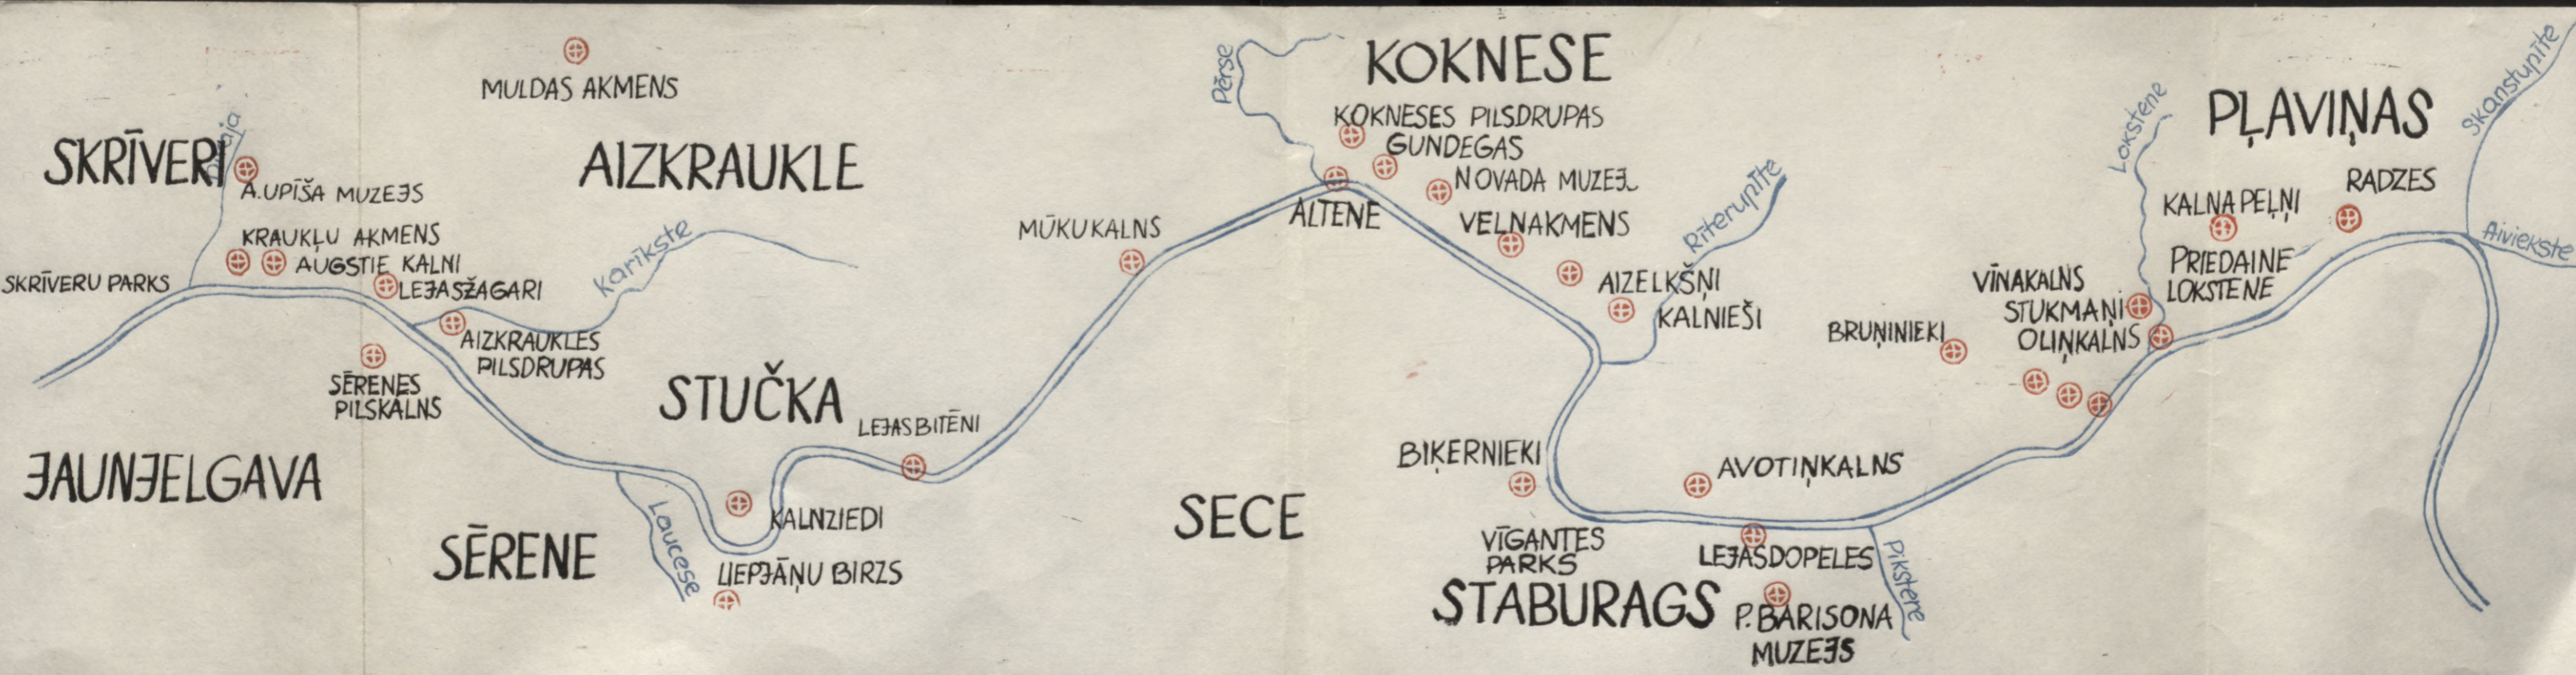 MULDAS AKMENS
SKRĪVERI
A.UPĪŠA MUZEJS
AIZKRAUKLE
KRAUKĻU AKMENS
AUGSTIE KALNI
SKRĪVERU PARKS
LEJASŽAGARI
Karikste
AIZKRAUKLES
PILSDRUPAS
SĒRENES
PILSKALNS
JAUNJELGAVA
STUČKA
LEJASBITĒNI
SĒRENE
Laucese
KALNZIEDI
LIEPJĀŅU BIRZS
MŪKUKALNS
SECE
Pērse
KOKNESE
KOKNESES PILSDRUPAS
GUNDEGAS
NOVADA MUZEJ
ALTENE
VELNAKMENS
Rīterupīte
AIZELKŠŅI
KALNIEŠI
BIĶERNIEKI
AVOTIŅKALNS
VĪGANTES
PARKS
LEJASDOPELES
STABURAGS
P.BARISONA
MUZEJS
Pikstere
BRUŅINIEKI
VĪNAKALNS
STUKMAŅI
OLIŅKALNS
Lokstene
PĻAVIŅAS
RADZES
KALNAPEĻŅI
PRIEDAINE
LOKSTENE
Skanstupīte
Aiviekste